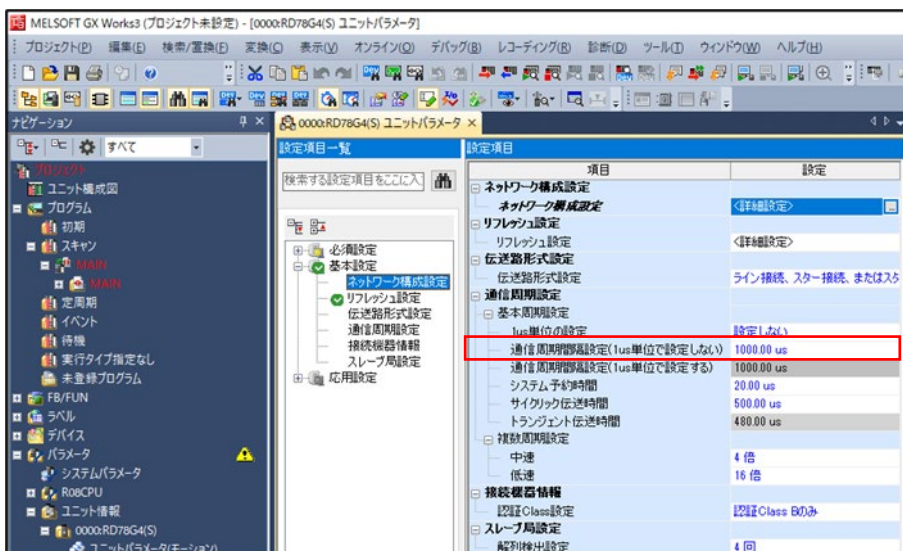 MELSOFT GX Works3 (プロジェクト未設定) - [0000:RD78G4(S) ユニットパラメータ]
プロジェクト(P) 編集(E) 検索/置換(F) 変換(C) 表示(V) オンライン(O) デバッグ(B) レコーディング(R) 診断(D) ツール(T) ウィンドウ(W) ヘルプ(H)
ナビゲーション
すべて
プロジェクト
ユニット構成図
プログラム
初期
スキャン
MAIN
MAIN
定周期
イベント
待機
実行タイプ指定なし
未登録プログラム
FB/FUN
ラベル
デバイス
パラメータ
システムパラメータ
R08CPU
ユニット情報
0000:RD78G4(S)
ユニットパラメータ(モーション)
0000:RD78G4(S) ユニットパラメータ
設定項目一覧
検索する設定項目をここに入
必須設定
基本設定
ネットワーク構成設定
リフレッシュ設定
伝送路形式設定
通信周期設定
接続機器情報
スレーブ局設定
応用設定
設定項目
項目 設定
ネットワーク構成設定
ネットワーク構成設定 <詳細設定>
リフレッシュ設定
リフレッシュ設定 <詳細設定>
伝送路形式設定
伝送路形式設定 ライン接続、スター接続、またはスタ
通信周期設定
基本周期設定
1us単位の設定 設定しない
通信周期間隔設定(1us単位で設定しない) 1000.00 us
通信周期間隔設定(1us単位で設定する) 1000.00 us
システム予約時間 20.00 us
サイクリック伝送時間 500.00 us
トランジェント伝送時間 480.00 us
複数周期設定
中速 4 倍
低速 16 倍
接続機器情報
認証Class設定 認証Class Bのみ
スレーブ局設定
解列検出設定 4 回